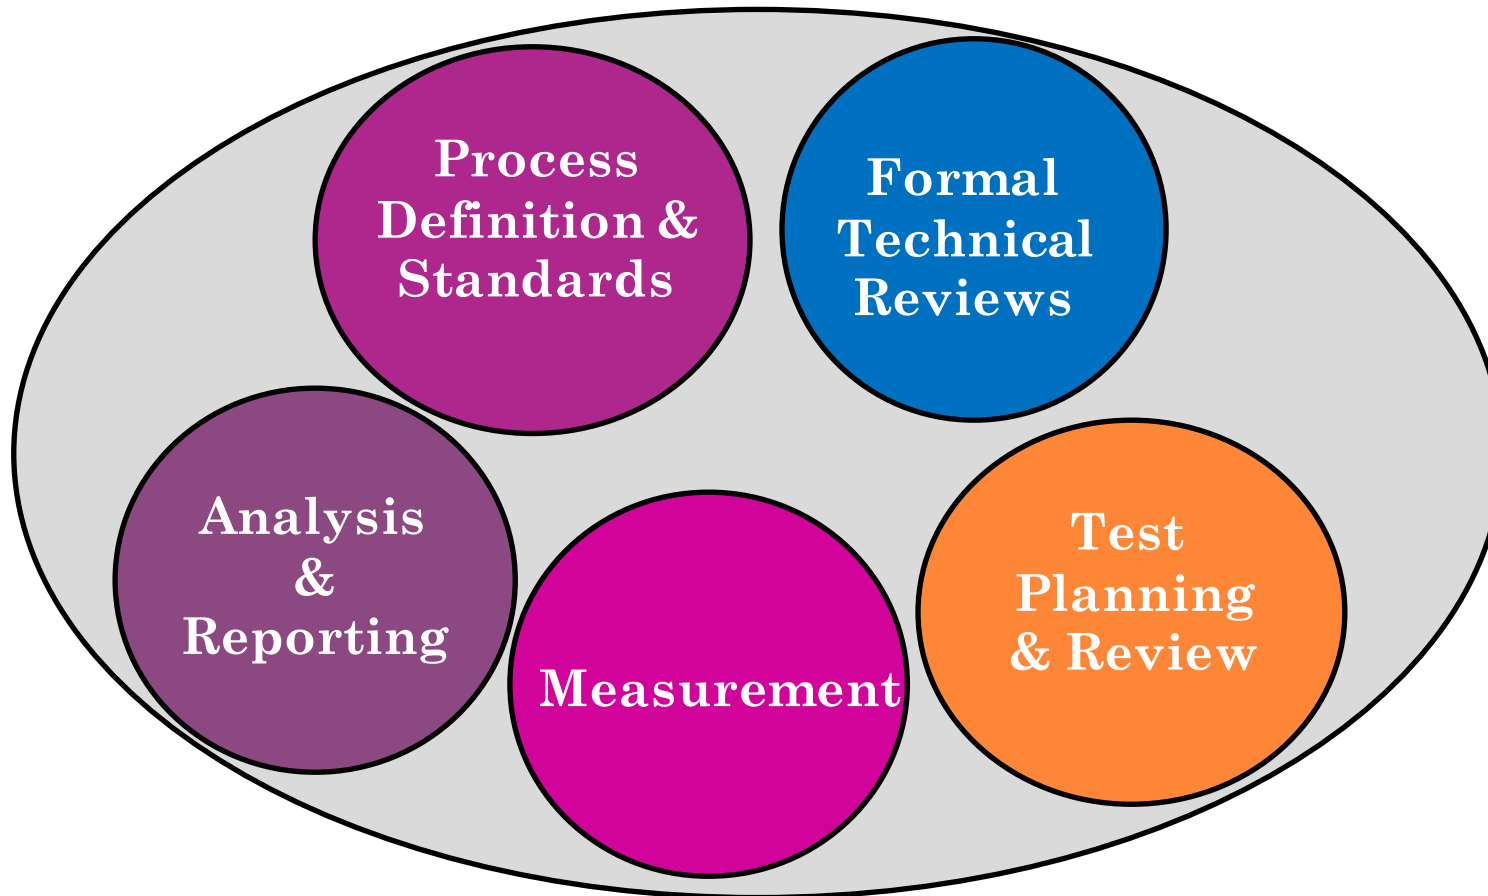 Process
Definition &
Standards
Formal
Technical
Reviews
Analysis
&
Reporting
Measurement
Test
Planning
& Review